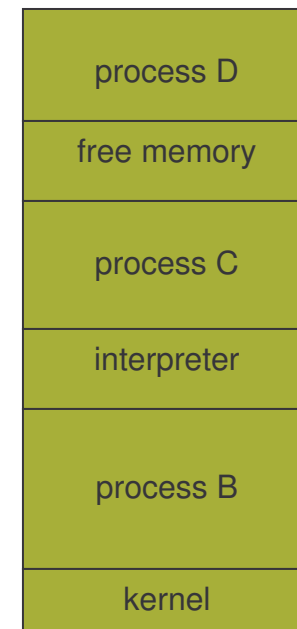 process D
free memory
process C
interpreter
process B
kernel